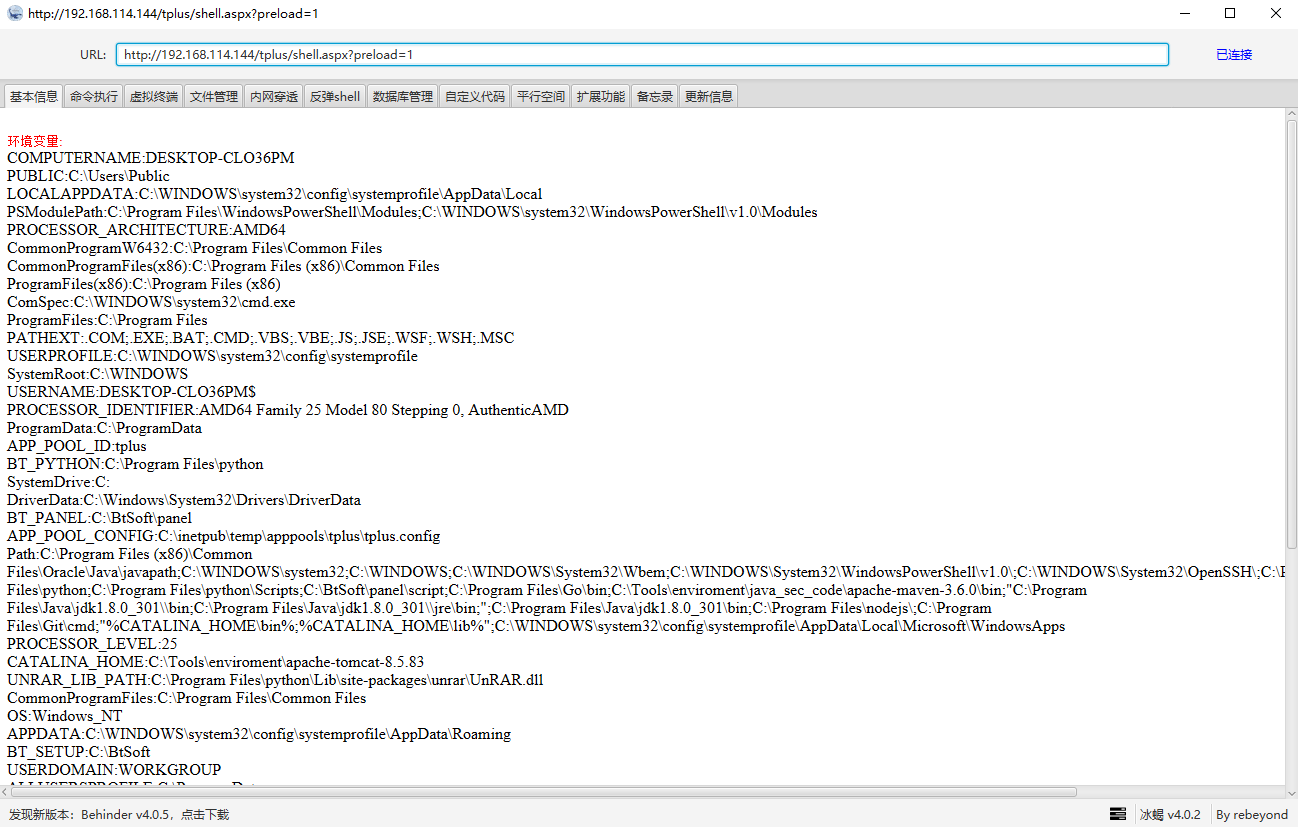 http://192.168.114.144/tplus/shell.aspx?preload=1
URL: http://192.168.114.144/tplus/shell.aspx?preload=1 已连接
基本信息 命令执行 虚拟终端 文件管理 内网穿透 反弹shell 数据库管理 自定义代码 平行空间 扩展功能 备忘录 更新信息
环境变量:
COMPUTERNAME:DESKTOP-CLO36PM
PUBLIC:C:\Users\Public
LOCALAPPDATA:C:\WINDOWS\system32\config\systemprofile\AppData\Local
PSModulePath:C:\Program Files\WindowsPowerShell\Modules;C:\WINDOWS\system32\WindowsPowerShell\v1.0\Modules
PROCESSOR_ARCHITECTURE:AMD64
CommonProgramW6432:C:\Program Files\Common Files
CommonProgramFiles(x86):C:\Program Files (x86)\Common Files
ProgramFiles(x86):C:\Program Files (x86)
ComSpec:C:\WINDOWS\system32\cmd.exe
ProgramFiles:C:\Program Files
PATHEXT:.COM;.EXE;.BAT;.CMD;.VBS;.VBE;.JS;.JSE;.WSF;.WSH;.MSC
USERPROFILE:C:\WINDOWS\system32\config\systemprofile
SystemRoot:C:\WINDOWS
USERNAME:DESKTOP-CLO36PM$
PROCESSOR_IDENTIFIER:AMD64 Family 25 Model 80 Stepping 0, AuthenticAMD
ProgramData:C:\ProgramData
APP_POOL_ID:tplus
BT_PYTHON:C:\Program Files\python
SystemDrive:C:
DriverData:C:\Windows\System32\Drivers\DriverData
BT_PANEL:C:\BtSoft\panel
APP_POOL_CONFIG:C:\inetpub\temp\apppools\tplus\tplus.config
Path:C:\Program Files (x86)\Common
Files\Oracle\Java\javapath;C:\WINDOWS\system32;C:\WINDOWS;C:\WINDOWS\System32\Wbem;C:\WINDOWS\System32\WindowsPowerShell\v1.0\;C:\WINDOWS\System32\OpenSSH\;C:\
Files\python;C:\Program Files\python\Scripts;C:\BtSoft\panel\script;C:\Program Files\Go\bin;C:\Tools\enviroment\java_sec_code\apache-maven-3.6.0\bin;"C:\Program
Files\Java\jdk1.8.0_301\\bin;C:\Program Files\Java\jdk1.8.0_301\\jre\bin;";C:\Program Files\Java\jdk1.8.0_301\bin;C:\Program Files\nodejs\;C:\Program
Files\Git\cmd;"%CATALINA_HOME\bin%;%CATALINA_HOME\lib%";C:\WINDOWS\system32\config\systemprofile\AppData\Local\Microsoft\WindowsApps
PROCESSOR_LEVEL:25
CATALINA_HOME:C:\Tools\enviroment\apache-tomcat-8.5.83
UNRAR_LIB_PATH:C:\Program Files\python\Lib\site-packages\unrar\UnRAR.dll
CommonProgramFiles:C:\Program Files\Common Files
OS:Windows_NT
APPDATA:C:\WINDOWS\system32\config\systemprofile\AppData\Roaming
BT_SETUP:C:\BtSoft
USERDOMAIN:WORKGROUP
发现新版本：Behinder v4.0.5，点击下载 冰蝎 v4.0.2 By rebeyond